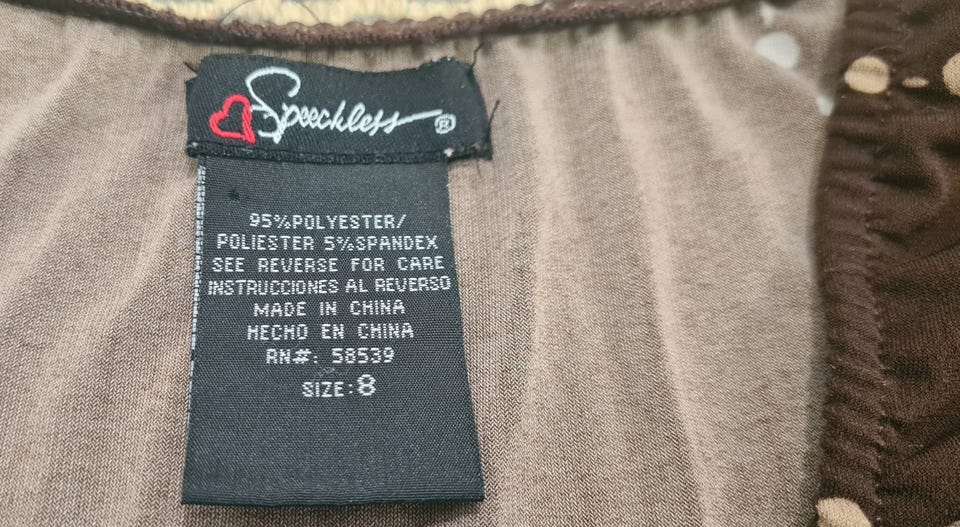 Speechless®
95%POLYESTER/
POLIESTER 5%SPANDEX
SEE REVERSE FOR CARE
INSTRUCCIONES AL REVERSO
MADE IN CHINA
HECHO EN CHINA
RN#: 58539
SIZE:8